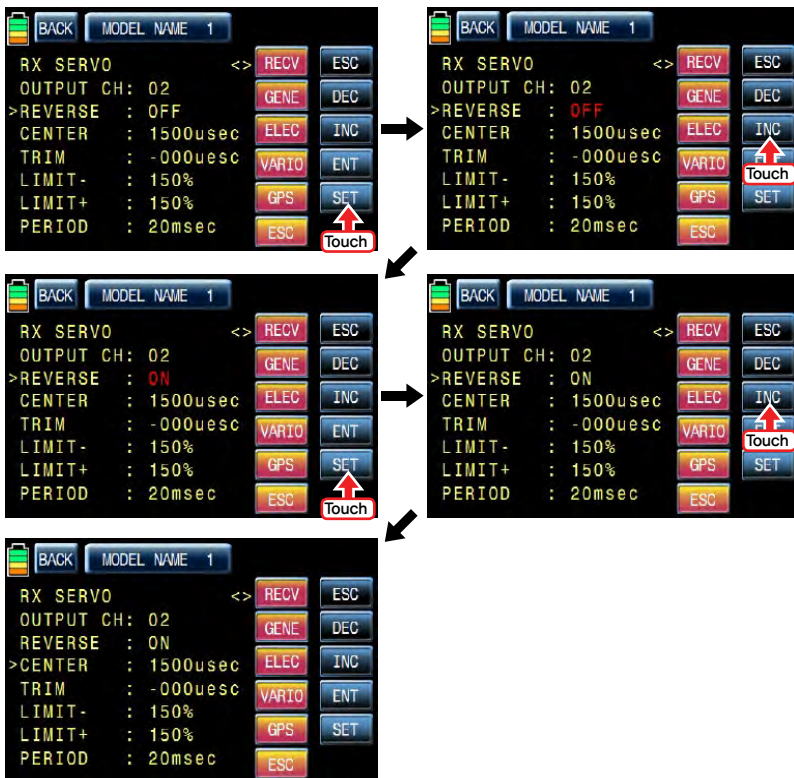 BACK MODEL NAME 1
RX SERVO <> RECV ESC
OUTPUT CH: 02 GENE DEC
>REVERSE : OFF
CENTER : 1500usec ELEC INC
TRIM : -000uesc VARIO ENT
LIMIT- : 150%
LIMIT+ : 150% GPS SET
PERIOD : 20msec ESC
Touch
BACK MODEL NAME 1
RX SERVO <> RECV ESC
OUTPUT CH: 02 GENE DEC
>REVERSE : OFF
CENTER : 1500usec ELEC INC
TRIM : -000uesc VARIO
Touch
LIMIT- : 150%
LIMIT+ : 150% GPS SET
PERIOD : 20msec ESC
BACK MODEL NAME 1
RX SERVO <> RECV ESC
OUTPUT CH: 02 GENE DEC
>REVERSE : ON
CENTER : 1500usec ELEC INC
TRIM : -000uesc VARIO ENT
LIMIT- : 150%
LIMIT+ : 150% GPS SET
PERIOD : 20msec ESC
Touch
BACK MODEL NAME 1
RX SERVO <> RECV ESC
OUTPUT CH: 02 GENE DEC
>REVERSE : ON
CENTER : 1500usec ELEC INC
TRIM : -000uesc VARIO
Touch
LIMIT- : 150%
LIMIT+ : 150% GPS SET
PERIOD : 20msec ESC
BACK MODEL NAME 1
RX SERVO <> RECV ESC
OUTPUT CH: 02 GENE DEC
REVERSE : ON
>CENTER : 1500usec ELEC INC
TRIM : -000uesc VARIO ENT
LIMIT- : 150%
LIMIT+ : 150% GPS SET
PERIOD : 20msec ESC